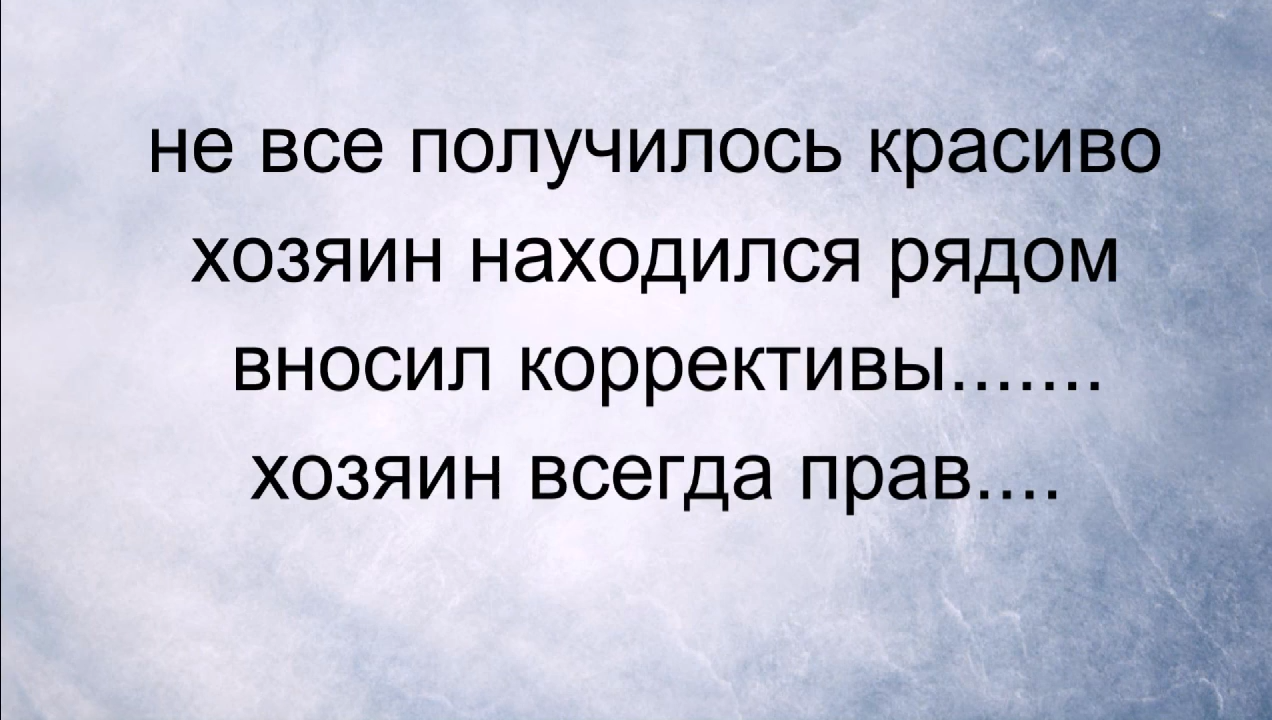 не все получилось красиво
хозяин находился рядом
вносил коррективы.......
хозяин всегда прав....